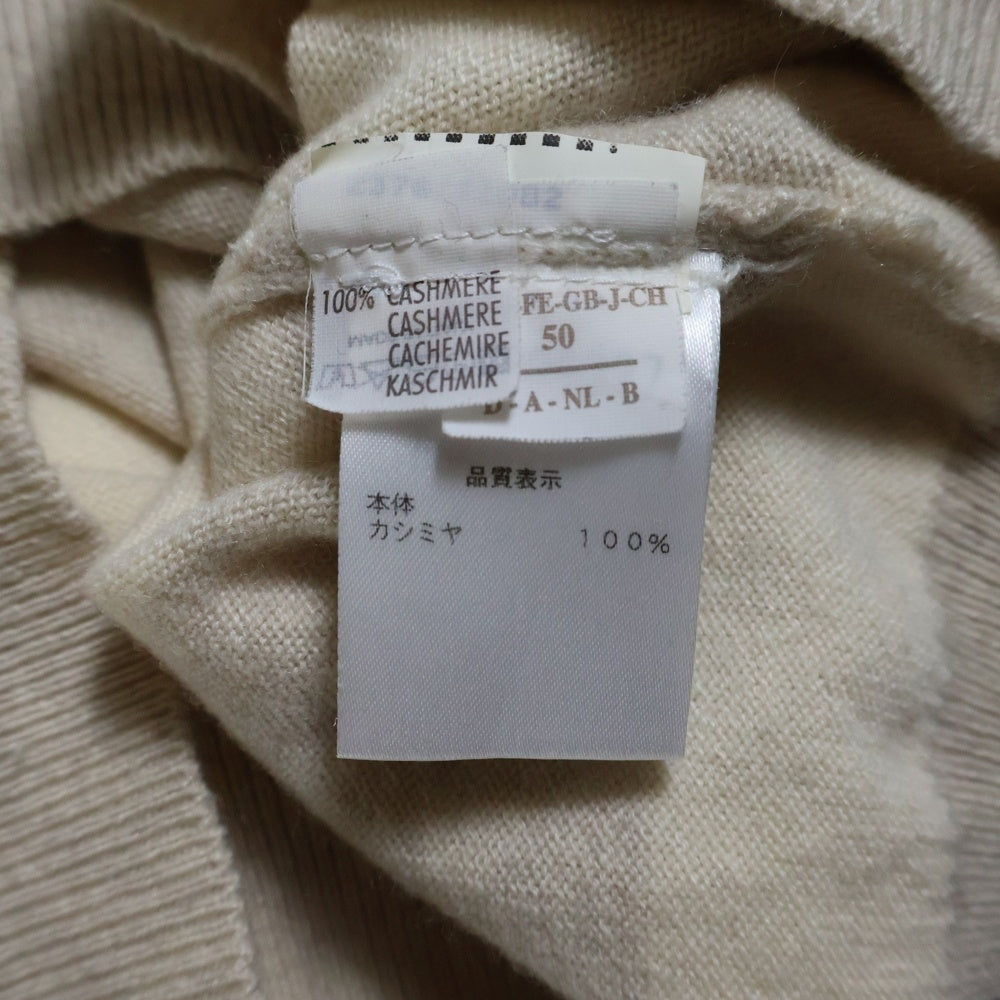 100% CASHMERE
CASHMERE
CACHEMIRE
KASCHMIR
FE-GB-J-CH
50
D - A - NL - B
品質表示
本体
カシミヤ 100%